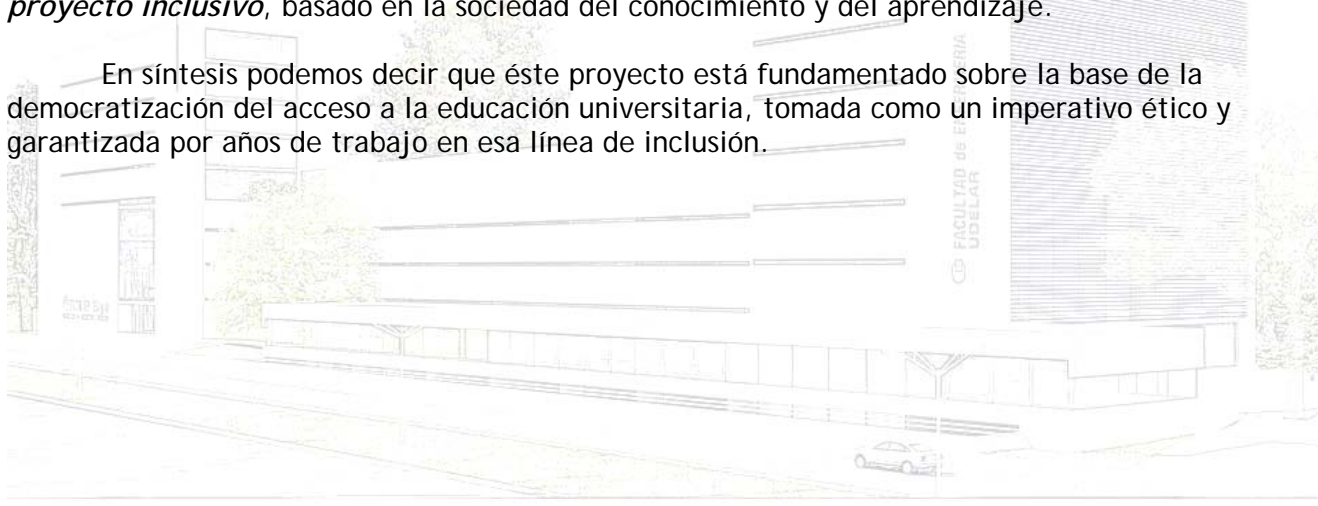 proyecto inclusivo, basado en la sociedad del conocimiento y del aprendizaje.
En síntesis podemos decir que éste proyecto está fundamentado sobre la base de la
democratización del acceso a la educación universitaria, tomada como un imperativo ético y
garantizada por años de trabajo en esa línea de inclusión.
FACULTAD de ENFERMERIA
UDELAR